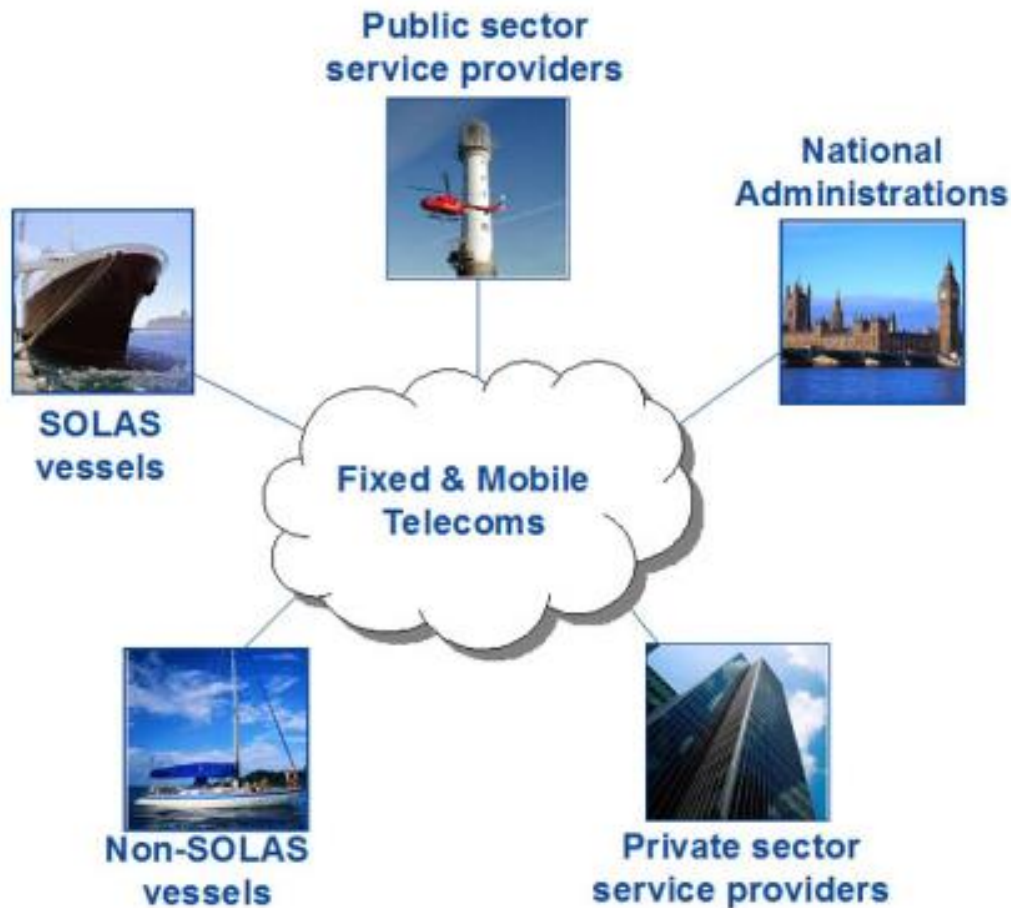 Public sector
service providers
National
Administrations
SOLAS
vessels
Fixed & Mobile
Telecoms
Non-SOLAS
vessels
Private sector
service providers